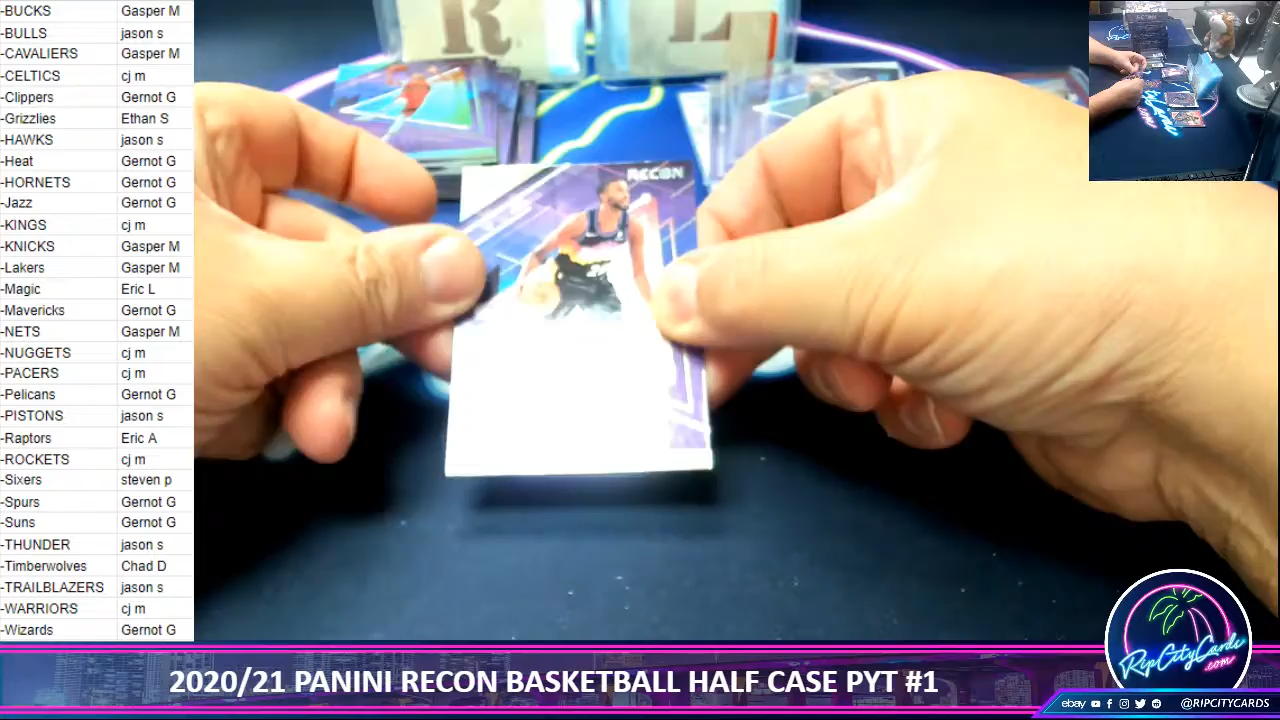 -BUCKS Gasper M
-BULLS jason s
-CAVALIERS Gasper M
-CELTICS cj m
-Clippers Gernot G
-Grizzlies Ethan S
-HAWKS jason s
-Heat Gernot G
-HORNETS Gernot G
-Jazz Gernot G
-KINGS cj m
-KNICKS Gasper M
-Lakers Gasper M
-Magic Eric L
-Mavericks Gernot G
-NETS Gasper M
-NUGGETS cj m
-PACERS cj m
-Pelicans Gernot G
-PISTONS jason s
-Raptors Eric A
-ROCKETS cj m
-Sixers steven p
-Spurs Gernot G
-Suns Gernot G
-THUNDER jason s
-Timberwolves Chad D
-TRAILBLAZERS jason s
-WARRIORS cj m
-Wizards Gernot G
R L
RECON
RipCityCards
.com
2020/21 PANINI RECON BASKETBALL HALF CASE PYT #1
ebay @RIPCITYCARDS